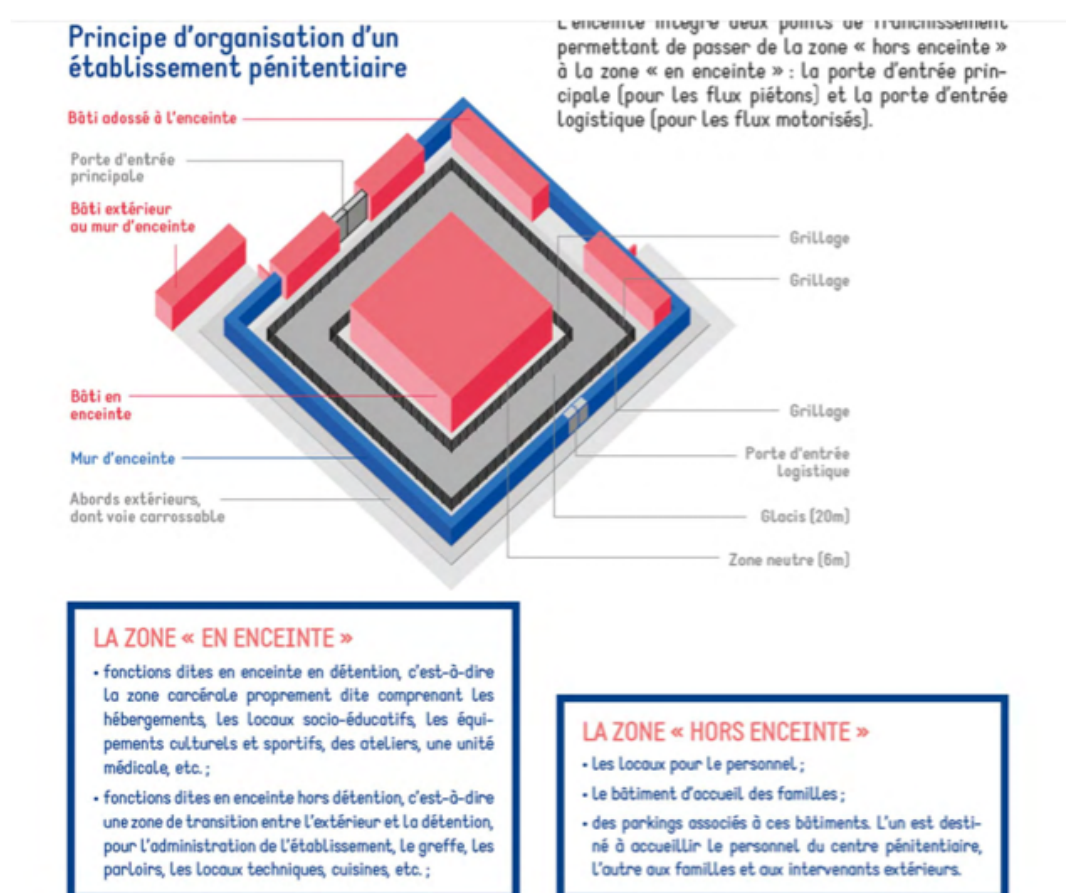 Principe d'organisation d'un
établissement pénitentiaire
L'enceinte intègre deux points de franchissement
permettant de passer de la zone « hors enceinte »
à la zone « en enceinte » : la porte d'entrée prin-
cipale (pour les flux piétons) et la porte d'entrée
logistique (pour les flux motorisés).
Bâti adossé à l'enceinte
Porte d'entrée
principale
Bâti extérieur
au mur d'enceinte
Bâti en
enceinte
Mur d'enceinte
Abords extérieurs,
dont voie carrossable
Grillage
Grillage
Grillage
Porte d'entrée
logistique
Glacis (20m)
Zone neutre (6m)
LA ZONE « EN ENCEINTE »
• fonctions dites en enceinte en détention, c'est-à-dire
la zone carcérale proprement dite comprenant les
hébergements, les locaux socio-éducatifs, les équi-
pements culturels et sportifs, des ateliers, une unité
médicale, etc. ;
• fonctions dites en enceinte hors détention, c'est-à-dire
une zone de transition entre l'extérieur et la détention,
pour l'administration de l'établissement, le greffe, les
parloirs, les locaux techniques, cuisines, etc. ;
LA ZONE « HORS ENCEINTE »
• les locaux pour le personnel ;
• le bâtiment d'accueil des familles ;
• des parkings associés à ces bâtiments. L'un est desti-
né à accueillir le personnel du centre pénitentiaire,
l'autre aux familles et aux intervenants extérieurs.